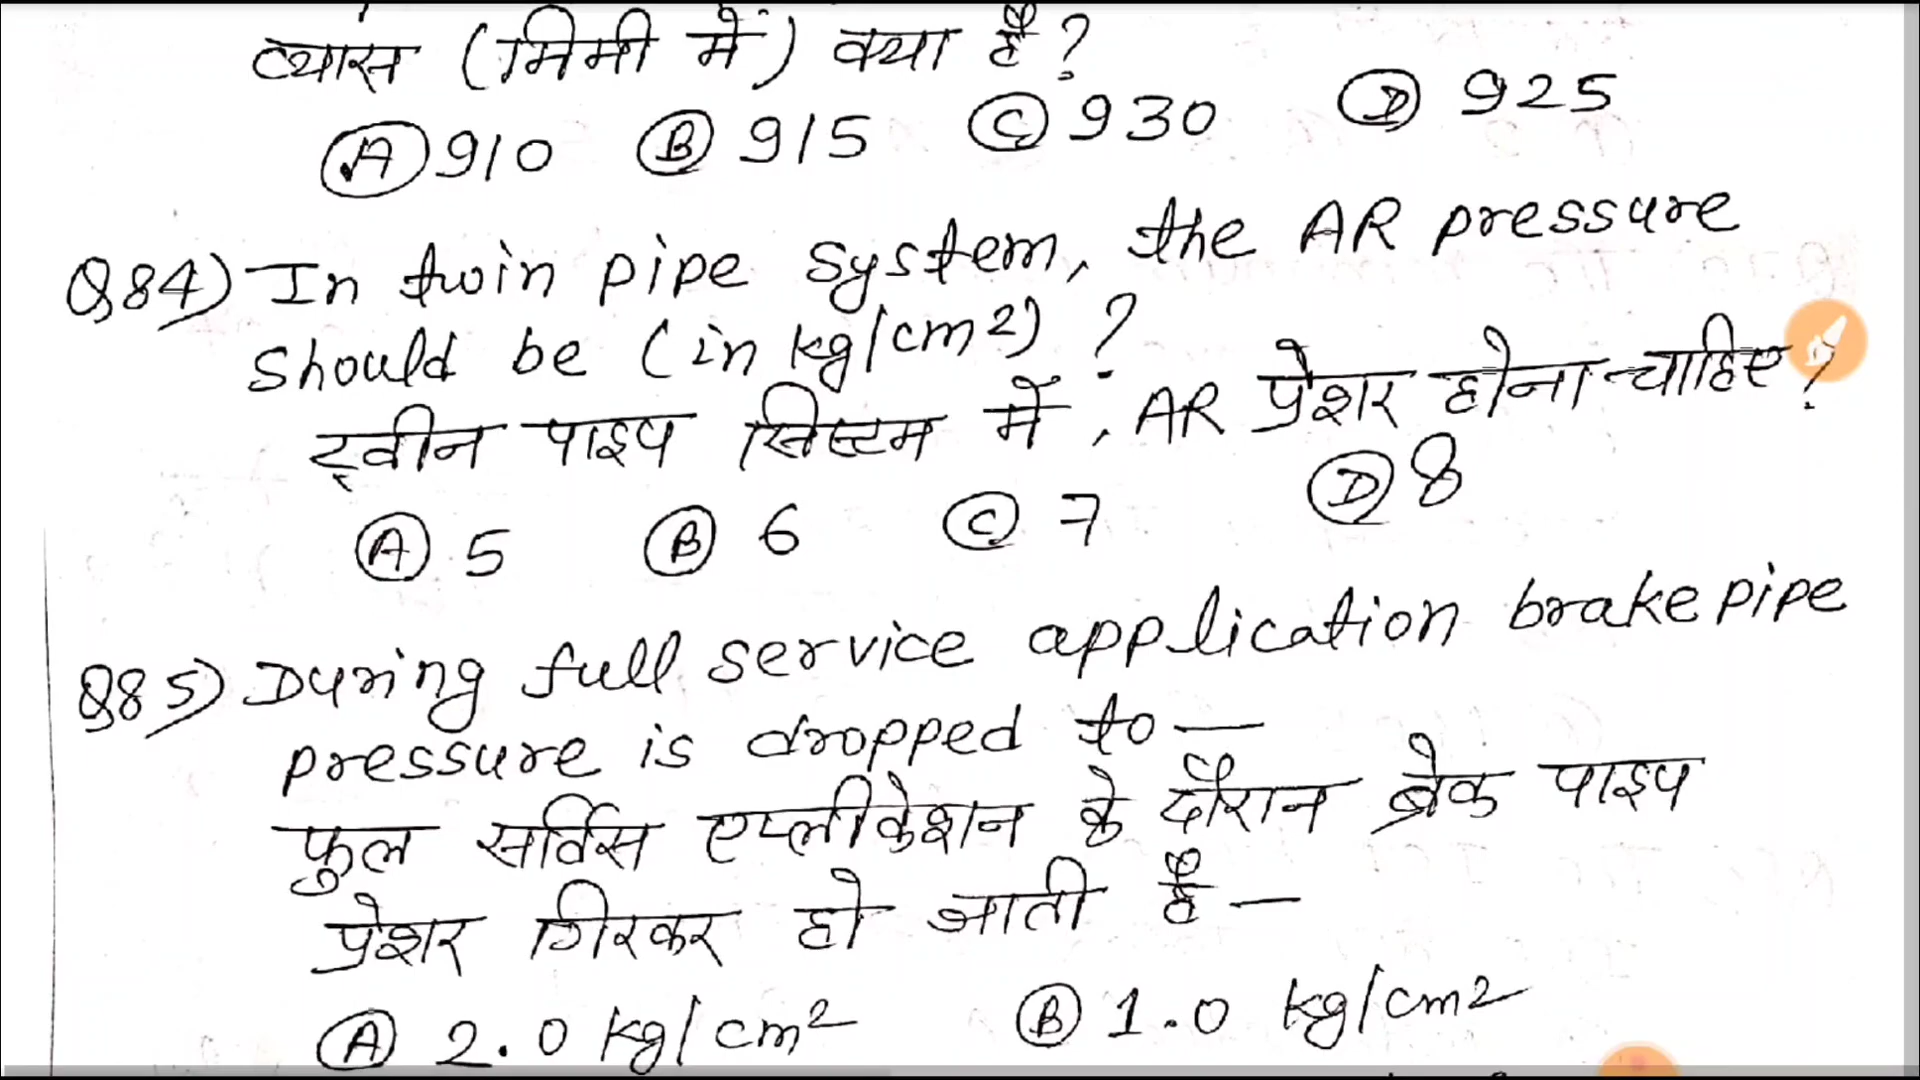 व्यास (मिमी में) क्या है?
(A) 910 (B) 915 (C) 930 (D) 925
Q84) In twin pipe system, the AR pressure
should be (in kg/cm2) ?
ट्वीन पाइप सिस्टम में, AR प्रेशर होना चाहिए?
(A) 5 (B) 6 (C) 7 (D) 8
Q85) During full service application brake pipe
pressure is dropped to —
फुल सर्विस एप्लीकेशन के दौरान ब्रेक पाइप
प्रेशर गिरकर हो जाती है —
(A) 2.0 kg/cm2 (B) 1.0 kg/cm2